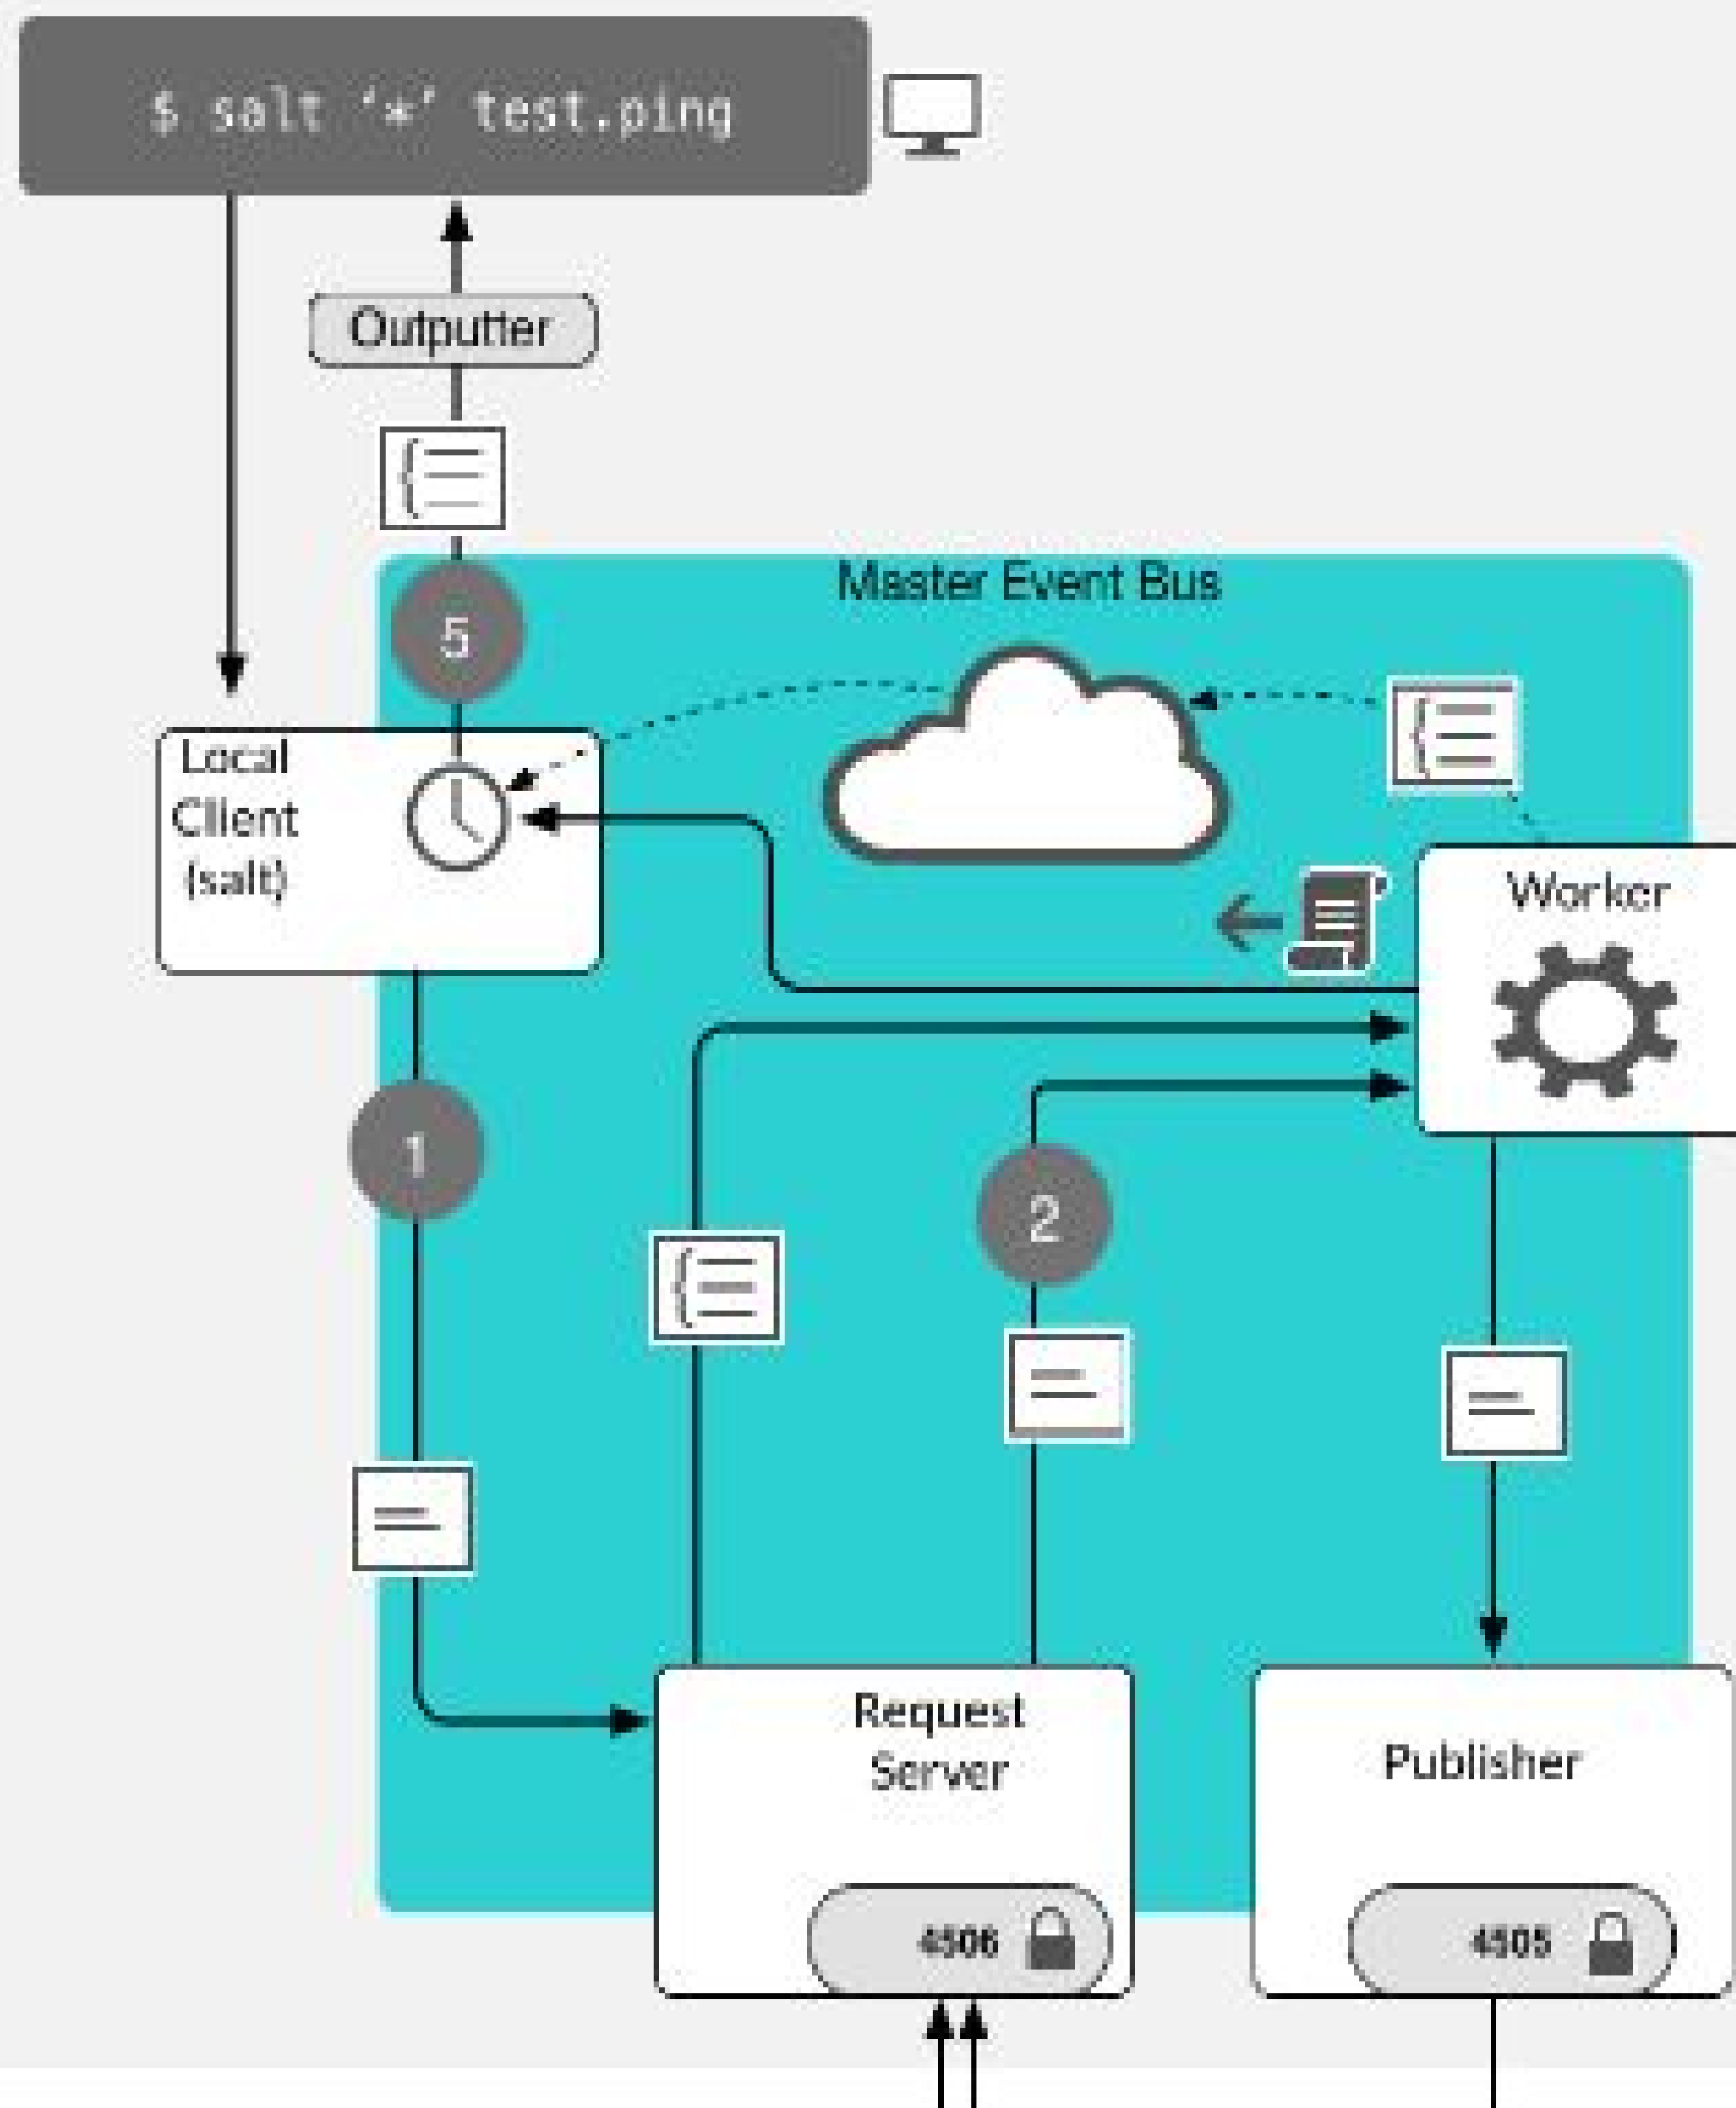 $ salt ‘*’ test.ping
Outputter
Master Event Bus
5
Local
Client
(salt)
Worker
1
2
Request
Server
Publisher
4506
4505